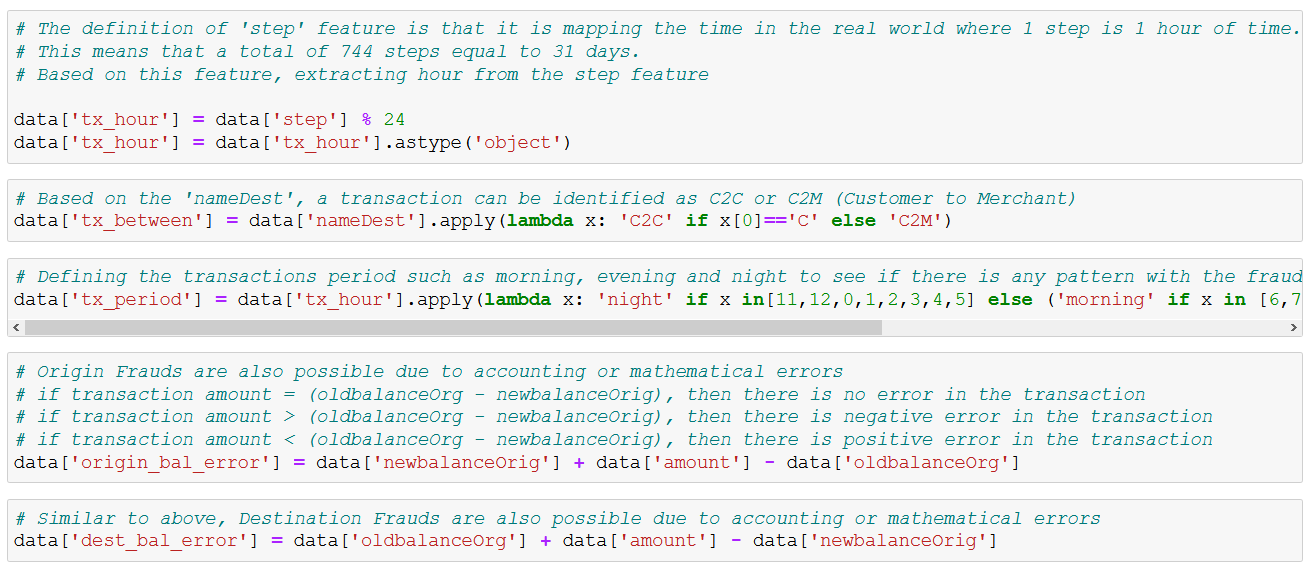 # The definition of 'step' feature is that it is mapping the time in the real world where 1 step is 1 hour of time.
# This means that a total of 744 steps equal to 31 days.
# Based on this feature, extracting hour from the step feature
data['tx_hour'] = data['step'] % 24
data['tx_hour'] = data['tx_hour'].astype('object')
# Based on the 'nameDest', a transaction can be identified as C2C or C2M (Customer to Merchant)
data['tx_between'] = data['nameDest'].apply(lambda x: 'C2C' if x[0]=='C' else 'C2M')
# Defining the transactions period such as morning, evening and night to see if there is any pattern with the fraud
data['tx_period'] = data['tx_hour'].apply(lambda x: 'night' if x in[11,12,0,1,2,3,4,5] else ('morning' if x in [6,7
# Origin Frauds are also possible due to accounting or mathematical errors
# if transaction amount = (oldbalanceOrg - newbalanceOrig), then there is no error in the transaction
# if transaction amount > (oldbalanceOrg - newbalanceOrig), then there is negative error in the transaction
# if transaction amount < (oldbalanceOrg - newbalanceOrig), then there is positive error in the transaction
data['origin_bal_error'] = data['newbalanceOrig'] + data['amount'] - data['oldbalanceOrg']
# Similar to above, Destination Frauds are also possible due to accounting or mathematical errors
data['dest_bal_error'] = data['oldbalanceOrg'] + data['amount'] - data['newbalanceOrig']